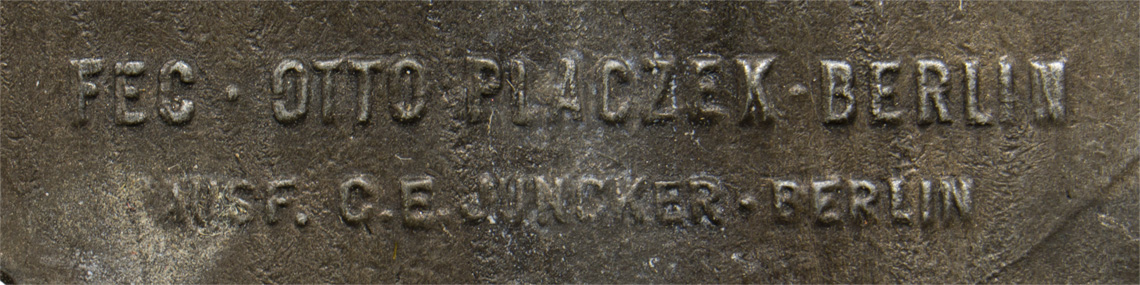 FEC · OTTO PLACZEK · BERLIN
AUSF. C.E. JUNCKER · BERLIN